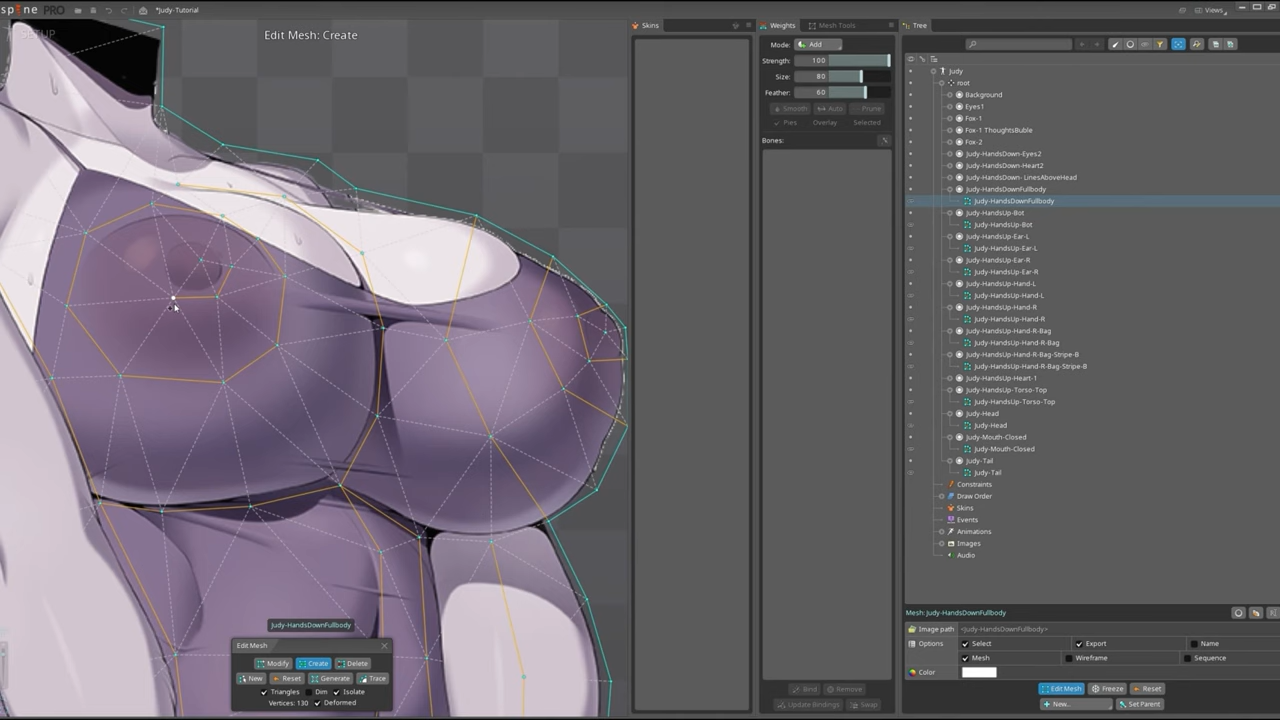 spine PRO
*Judy-Tutorial
Views
SETUP
Edit Mesh: Create
Skins
Weights
Mesh Tools
Tree
Mode:
Add
Strength:
100
Size:
80
Feather:
60
Smooth
Auto
Prune
Pies
Overlay
Selected
Bones:
Judy
root
Background
Eyes1
Fox-1
Fox-1 ThoughtsBuble
Fox-2
Judy-HandsDown-Eyes2
Judy-HandsDown-Heart2
Judy-HandsDown- LinesAboveHead
Judy-HandsDownFullbody
Judy-HandsDownFullbody
Judy-HandsUp-Bot
Judy-HandsUp-Bot
Judy-HandsUp-Ear-L
Judy-HandsUp-Ear-L
Judy-HandsUp-Ear-R
Judy-HandsUp-Ear-R
Judy-HandsUp-Hand-L
Judy-HandsUp-Hand-L
Judy-HandsUp-Hand-R
Judy-HandsUp-Hand-R
Judy-HandsUp-Hand-R-Bag
Judy-HandsUp-Hand-R-Bag
Judy-HandsUp-Hand-R-Bag-Stripe-B
Judy-HandsUp-Hand-R-Bag-Stripe-B
Judy-HandsUp-Heart-1
Judy-HandsUp-Torso-Top
Judy-HandsUp-Torso-Top
Judy-Head
Judy-Head
Judy-Mouth-Closed
Judy-Mouth-Closed
Judy-Tail
Judy-Tail
Constraints
Draw Order
Skins
Events
Animations
Images
Audio
Judy-HandsDownFullbody
Edit Mesh
Modify
Create
Delete
New
Reset
Generate
Trace
Triangles
Dim
Isolate
Vertices: 130
Deformed
Bind
Remove
Update Bindings
Swap
Mesh: Judy-HandsDownFullbody
Image path
<Judy-HandsDownFullbody>
Options
Select
Export
Name
Mesh
Wireframe
Sequence
Color
Edit Mesh
Freeze
Reset
New...
Set Parent